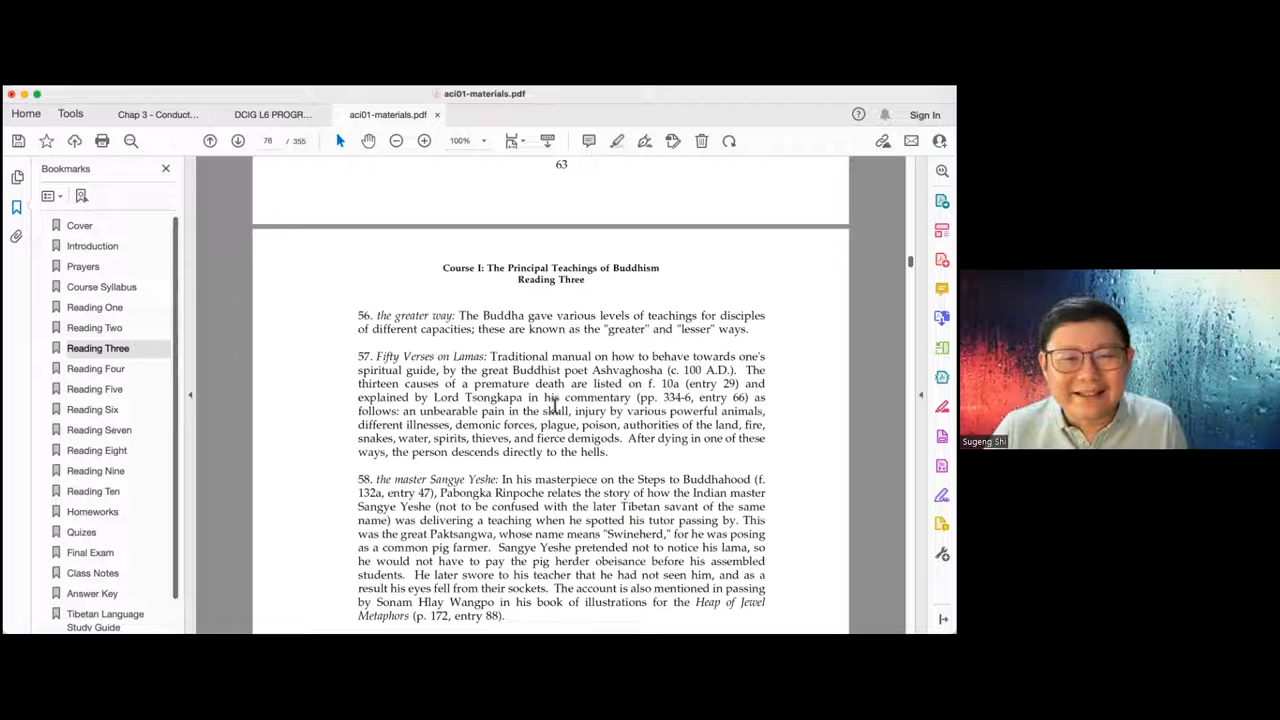 aci01-materials.pdf
Home
Tools
Chap 3 - Conduct...
DCIG L6 PROGR...
aci01-materials.pdf ×
Sign In
76 / 355
100%
Bookmarks
Cover
Introduction
Prayers
Course Syllabus
Reading One
Reading Two
Reading Three
Reading Four
Reading Five
Reading Six
Reading Seven
Reading Eight
Reading Nine
Reading Ten
Homeworks
Quizes
Final Exam
Class Notes
Answer Key
Tibetan Language
Study Guide
63
Course I: The Principal Teachings of Buddhism
Reading Three
56. the greater way: The Buddha gave various levels of teachings for disciples
of different capacities; these are known as the "greater" and "lesser" ways.
57. Fifty Verses on Lamas: Traditional manual on how to behave towards one's
spiritual guide, by the great Buddhist poet Ashvaghosha (c. 100 A.D.). The
thirteen causes of a premature death are listed on f. 10a (entry 29) and
explained by Lord Tsongkapa in his commentary (pp. 334-6, entry 66) as
follows: an unbearable pain in the skull, injury by various powerful animals,
different illnesses, demonic forces, plague, poison, authorities of the land, fire,
snakes, water, spirits, thieves, and fierce demigods. After dying in one of these
ways, the person descends directly to the hells.
58. the master Sangye Yeshe: In his masterpiece on the Steps to Buddhahood (f.
132a, entry 47), Pabongka Rinpoche relates the story of how the Indian master
Sangye Yeshe (not to be confused with the later Tibetan savant of the same
name) was delivering a teaching when he spotted his tutor passing by. This
was the great Paktsangwa, whose name means "Swineherd," for he was posing
as a common pig farmer. Sangye Yeshe pretended not to notice his lama, so
he would not have to pay the pig herder obeisance before his assembled
students. He later swore to his teacher that he had not seen him, and as a
result his eyes fell from their sockets. The account is also mentioned in passing
by Sonam Hlay Wangpo in his book of illustrations for the Heap of Jewel
Metaphors (p. 172, entry 88).
Sugeng Shi